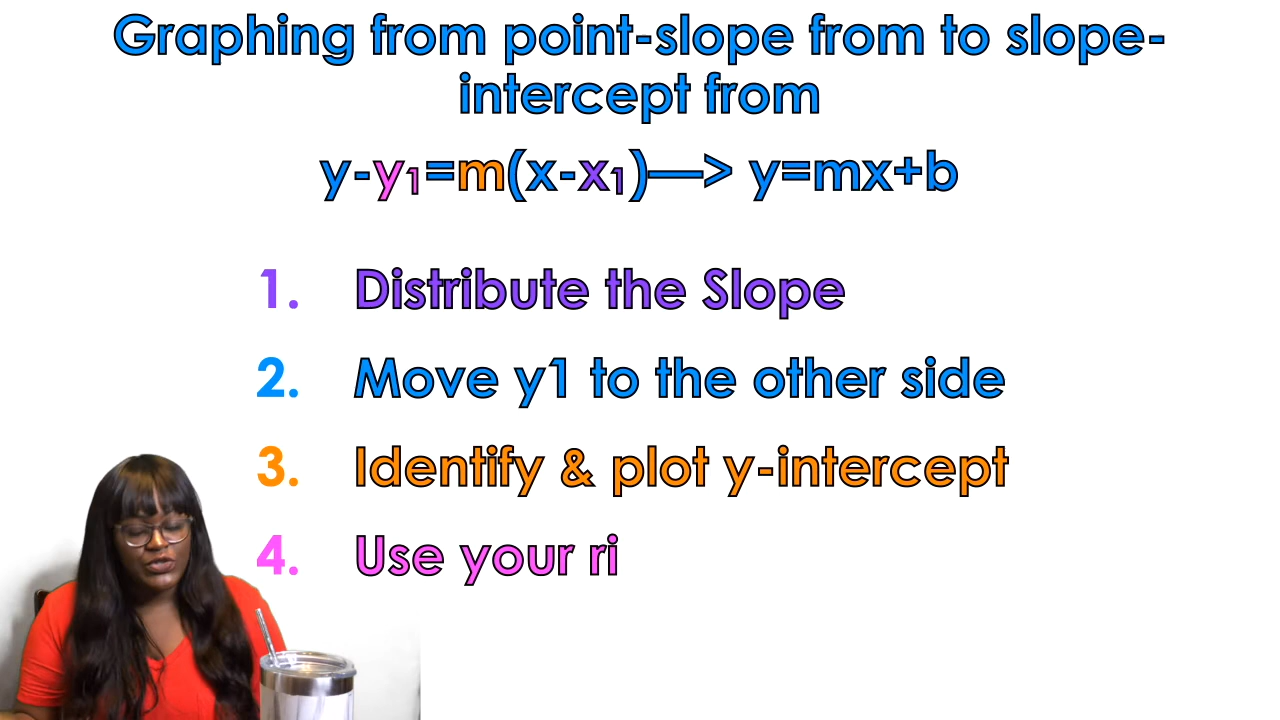 Graphing from point-slope from to slope-
intercept from
y-y₁=m(x-x₁)—> y=mx+b
1. Distribute the Slope
2. Move y1 to the other side
3. Identify & plot y-intercept
4. Use your ri